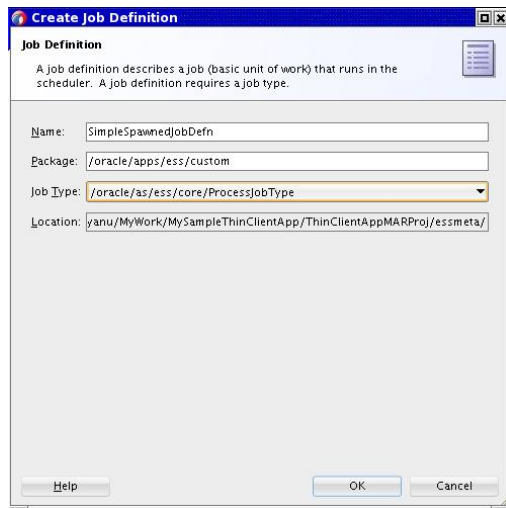 Create Job Definition
Job Definition
A job definition describes a job (basic unit of work) that runs in the
scheduler. A job definition requires a job type.
Name: SimpleSpawnedJobDefn
Package: /oracle/apps/ess/custom
Job Type: /oracle/as/ess/core/ProcessJobType
Location: yanu/MyWork/MySampleThinClientApp/ThinClientAppMARProj/essmeta/
Help OK Cancel